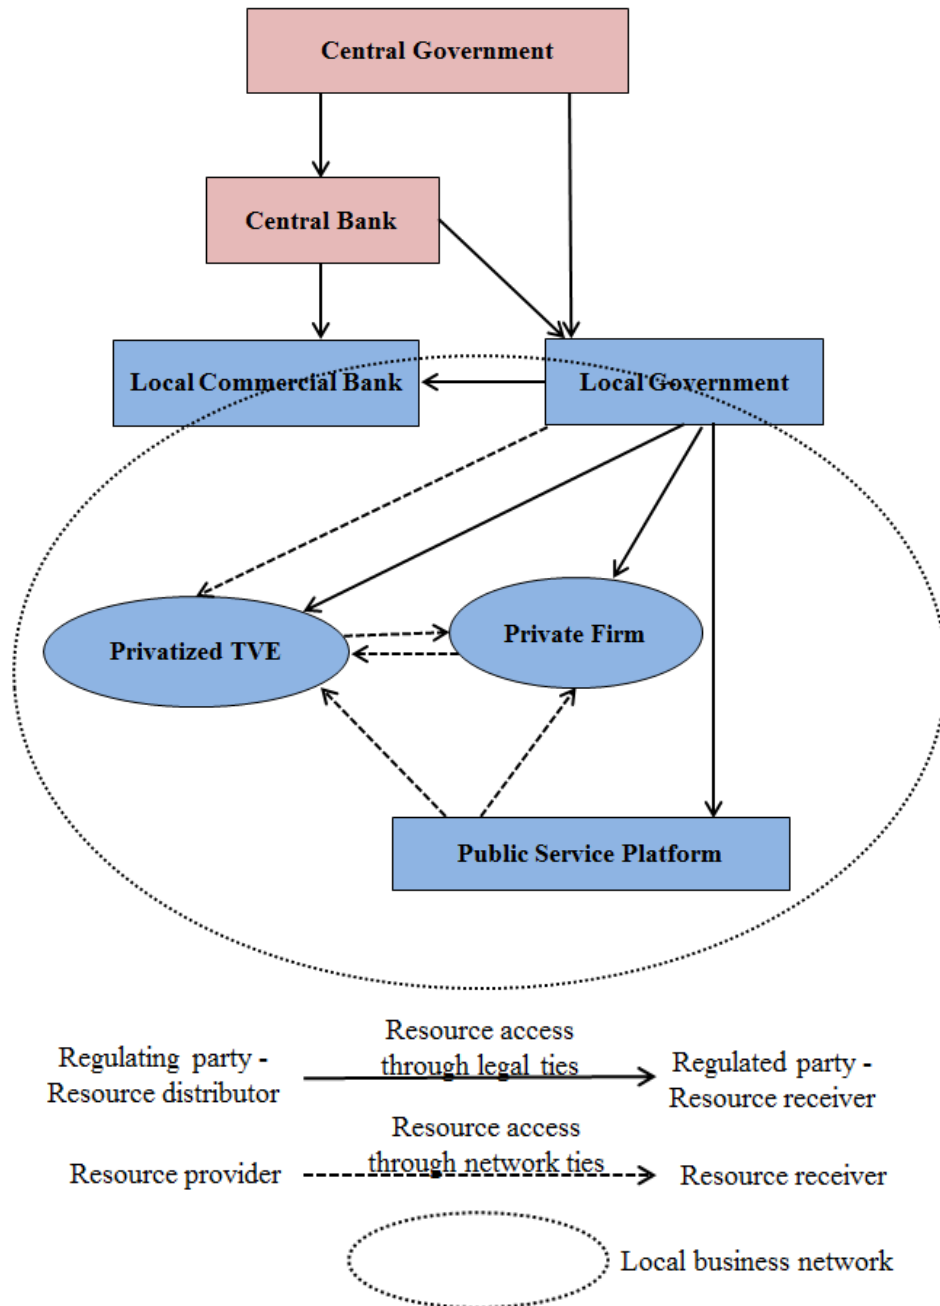 Central Government
Central Bank
Local Commercial Bank
Local Government
Privatized TVE
Private Firm
Public Service Platform
Regulating party -
Resource distributor
Resource access
through legal ties
Regulated party -
Resource receiver
Resource provider
Resource access
through network ties
Resource receiver
Local business network